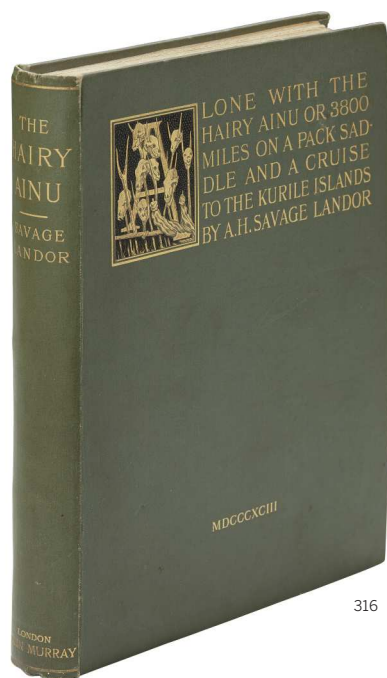 THE
HAIRY
AINU
SAVAGE
LANDOR
LONDON
JOHN MURRAY
LONE WITH THE
HAIRY AINU OR 3800
MILES ON A PACK SAD-
DLE AND A CRUISE
TO THE KURILE ISLANDS
BY A.H. SAVAGE LANDOR
MDCCCXCIII
316